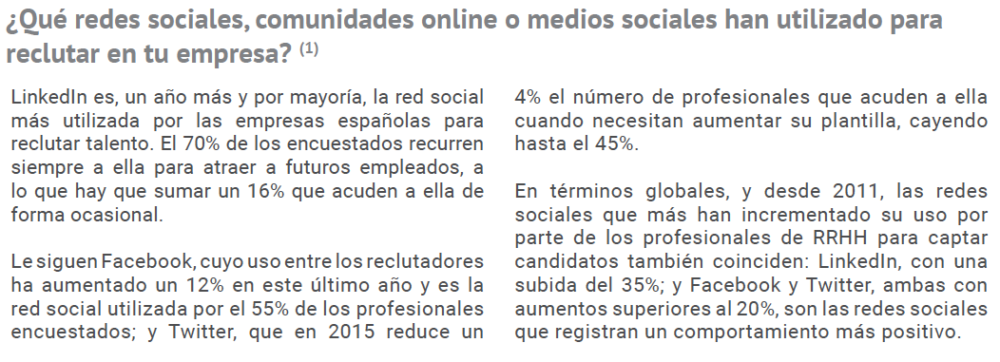 ¿Qué redes sociales, comunidades online o medios sociales han utilizado para
reclutar en tu empresa? (1)
LinkedIn es, un año más y por mayoría, la red social
más utilizada por las empresas españolas para
reclutar talento. El 70% de los encuestados recurren
siempre a ella para atraer a futuros empleados, a
lo que hay que sumar un 16% que acuden a ella de
forma ocasional.
Le siguen Facebook, cuyo uso entre los reclutadores
ha aumentado un 12% en este último año y es la
red social utilizada por el 55% de los profesionales
encuestados; y Twitter, que en 2015 reduce un
4% el número de profesionales que acuden a ella
cuando necesitan aumentar su plantilla, cayendo
hasta el 45%.
En términos globales, y desde 2011, las redes
sociales que más han incrementado su uso por
parte de los profesionales de RRHH para captar
candidatos también coinciden: LinkedIn, con una
subida del 35%; y Facebook y Twitter, ambas con
aumentos superiores al 20%, son las redes sociales
que registran un comportamiento más positivo.